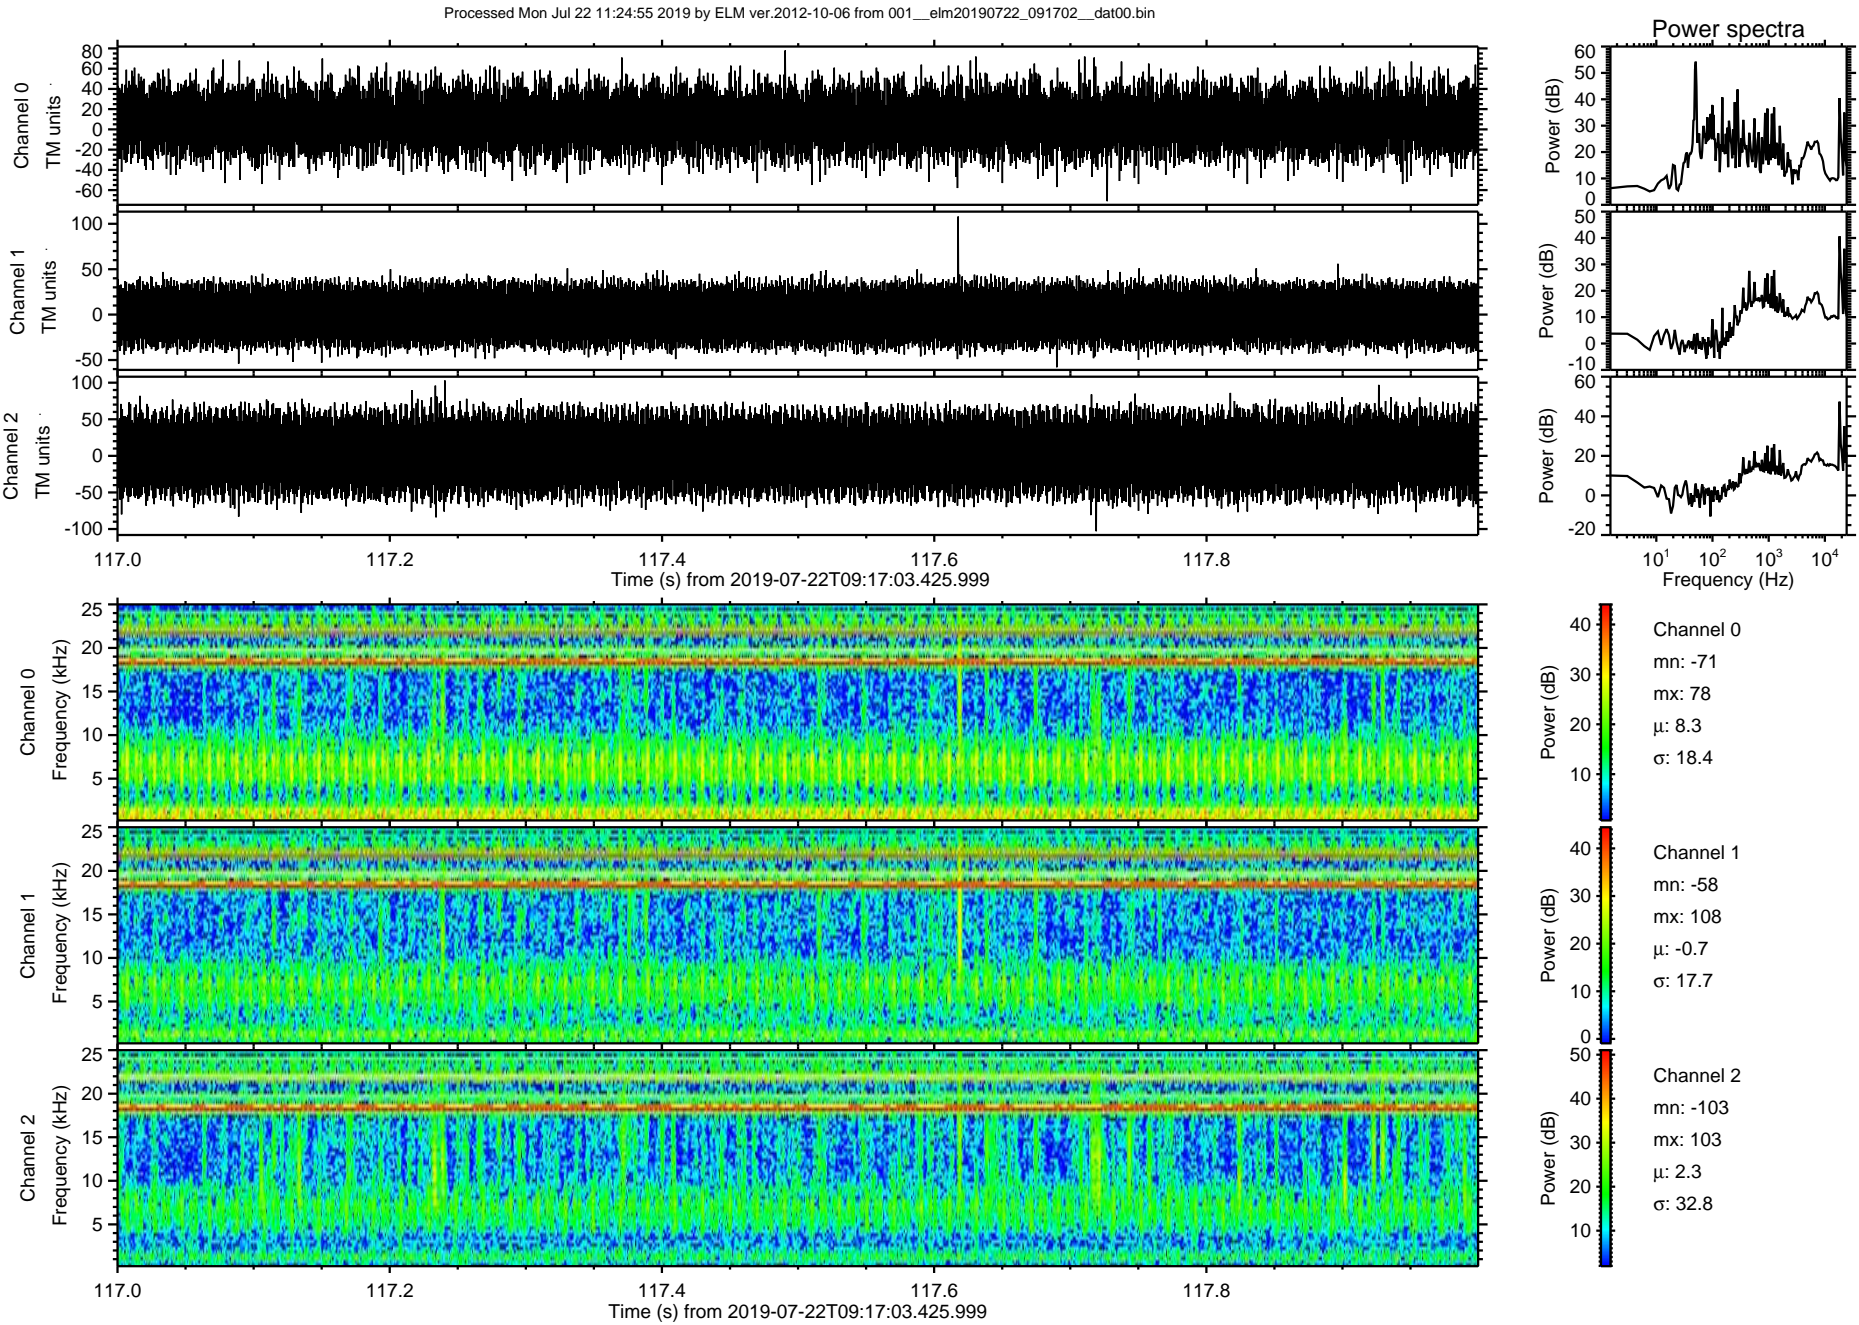 Processed Mon Jul 22 11:24:55 2019 by ELM ver.2012-10-06 from 001__elm20190722_091702__dat00.bin
Power spectra
Channel 0
TM units
80
60
40
20
0
-20
-40
-60
Power (dB)
60
50
40
30
20
10
0
Channel 1
TM units
100
50
0
-50
Power (dB)
50
40
30
20
10
0
-10
Channel 2
TM units
100
50
0
-50
-100
Power (dB)
60
40
20
0
-20
117.0 117.2 117.4 117.6 117.8
Time (s) from 2019-07-22T09:17:03.425.999
10¹ 10² 10³ 10⁴
Frequency (Hz)
Channel 0
Frequency (kHz)
25
20
15
10
5
Power (dB)
40
30
20
10
Channel 0
mn: -71
mx: 78
μ: 8.3
σ: 18.4
Channel 1
Frequency (kHz)
25
20
15
10
5
Power (dB)
40
30
20
10
0
Channel 1
mn: -58
mx: 108
μ: -0.7
σ: 17.7
Channel 2
Frequency (kHz)
25
20
15
10
5
Power (dB)
50
40
30
20
10
Channel 2
mn: -103
mx: 103
μ: 2.3
σ: 32.8
117.0 117.2 117.4 117.6 117.8
Time (s) from 2019-07-22T09:17:03.425.999